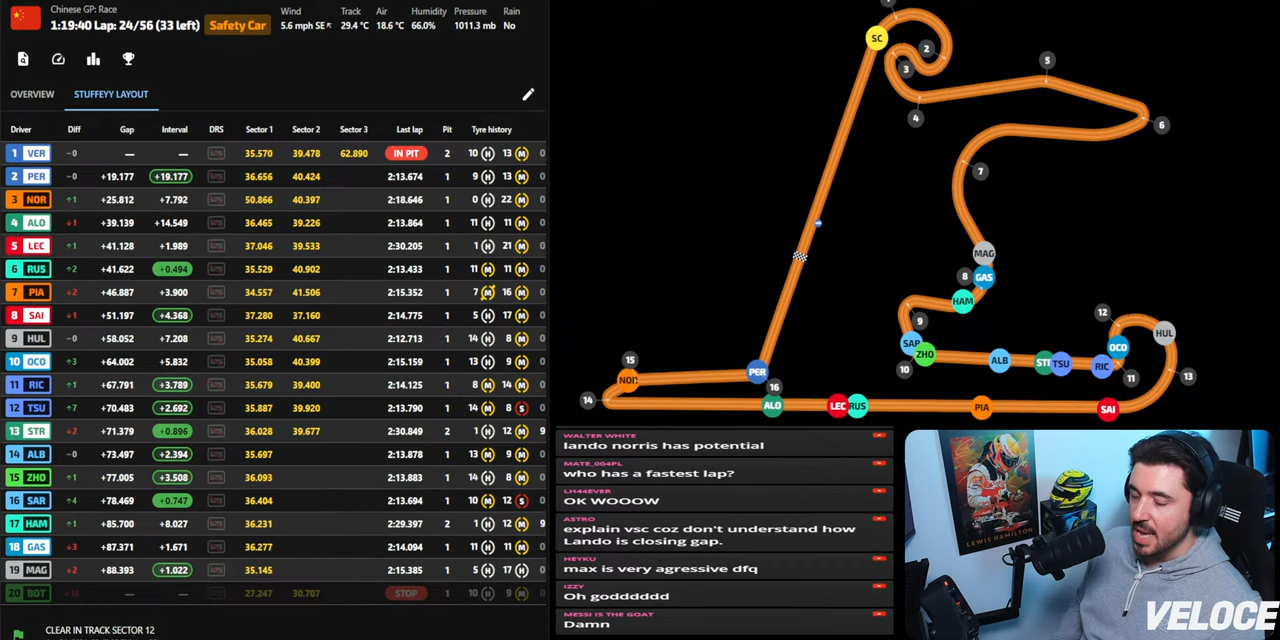 Chinese GP: Race
1:19:40 Lap: 24/56 (33 left) Safety Car
Wind Track Air Humidity Pressure Rain
5.6 mph SE 29.4 °C 18.6 °C 66.0% 1011.3 mb No
OVERVIEW STUFFEYY LAYOUT
Driver Diff Gap Interval DRS Sector 1 Sector 2 Sector 3 Last lap Pit Tyre history
1 VER −0 — — 35.570 39.478 62.890 IN PIT 2 10 H 13 M 0
2 PER −0 +19.177 +19.177 36.656 40.424 2:13.674 1 9 H 13 M 0
3 NOR ↑1 +25.812 +7.792 50.866 40.397 2:18.646 1 0 H 22 M 0
4 ALO ↓1 +39.139 +14.549 36.465 39.226 2:13.864 1 11 H 11 M 0
5 LEC ↑1 +41.128 +1.989 37.046 39.533 2:30.205 1 1 H 21 M 0
6 RUS ↑2 +41.622 +0.494 35.529 40.902 2:13.433 1 11 M 11 M 0
7 PIA ↓2 +46.887 +3.900 34.557 41.506 2:15.352 1 7 M 16 M 0
8 SAI ↓1 +51.197 +4.368 37.280 37.160 2:14.775 1 5 H 17 M 0
9 HUL −0 +58.052 +7.208 35.274 40.667 2:12.713 1 14 H 8 M 0
10 OCO ↑3 +64.002 +5.832 35.058 40.399 2:15.159 1 13 H 9 M 0
11 RIC ↑1 +67.791 +3.789 35.679 39.400 2:14.125 1 8 M 14 M 0
12 TSU ↑7 +70.483 +2.692 35.887 39.920 2:13.790 1 14 M 8 S 0
13 STR ↓2 +71.379 +0.896 36.028 39.677 2:30.849 2 1 H 12 M 9
14 ALB −0 +73.497 +2.394 35.697 2:13.878 1 13 M 9 M 0
15 ZHO ↑1 +77.005 +3.508 36.093 2:13.883 1 14 H 8 M 0
16 SAR ↑4 +78.469 +0.747 36.404 2:13.694 1 10 M 12 S 0
17 HAM ↑1 +85.700 +8.027 36.231 2:29.397 2 1 H 12 M 9
18 GAS ↓3 +87.371 +1.671 36.277 2:14.094 1 11 H 11 M 0
19 MAG ↓2 +88.393 +1.022 35.145 2:15.385 1 5 H 17 H 0
20 BOT — — 27.247 30.707 STOP 1 10 H 9 M 0
CLEAR IN TRACK SECTOR 12
SC
2
3
4
5
6
7
MAG
8 GAS
HAM
9
SAR
ZHO
10
ALB
STR TSU
RIC
11
OCO
12
HUL
13
15
NOR
PER
16
14
ALO
LEC RUS
PIA
SAI
WALTER WHITE
lando norris has potential
MATE_004PL
who has a fastest lap?
LH44EVER
OK WOOOW
ASTRO
explain vsc coz don't understand how
Lando is closing gap.
HEYKU
max is very agressive dfq
IZZY
Oh godddddd
MESSI IS THE GOAT
Damn
LEWIS HAMILTON
VELOCE